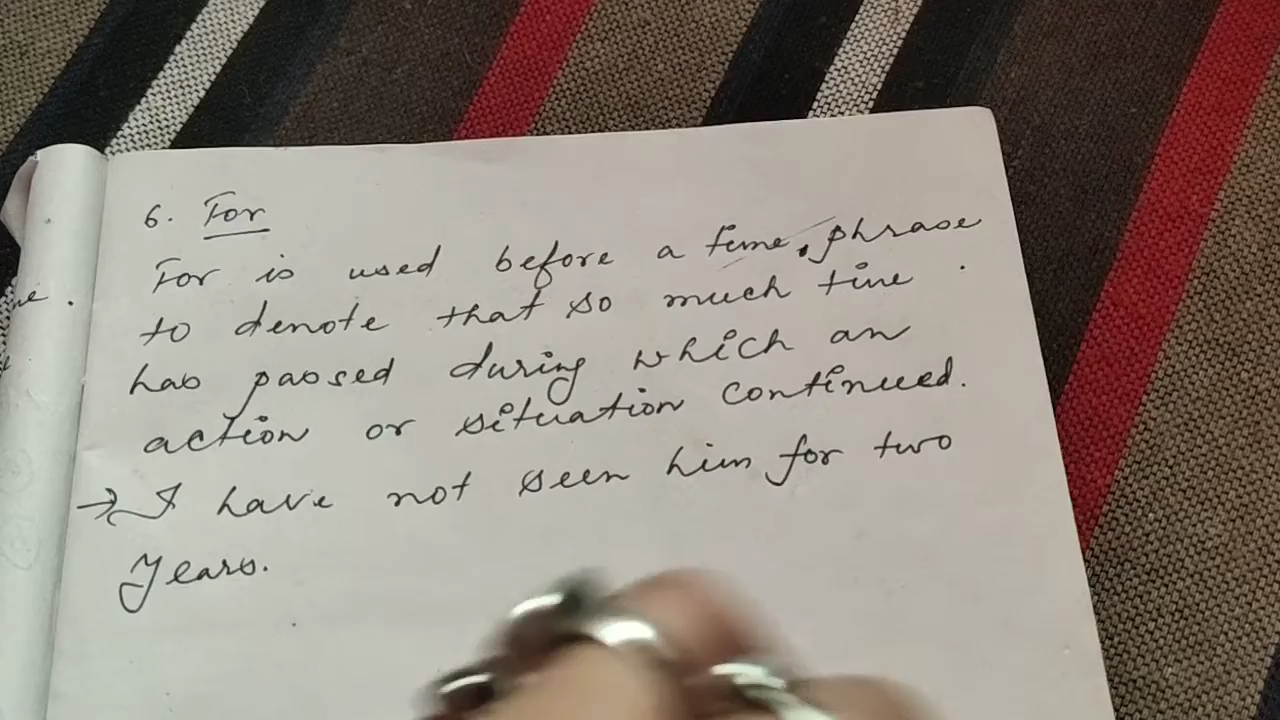 6. For
For is used before a time phrase
to denote that so much time
has passed during which an
action or situation continued.
→ I have not seen him for two
Years.